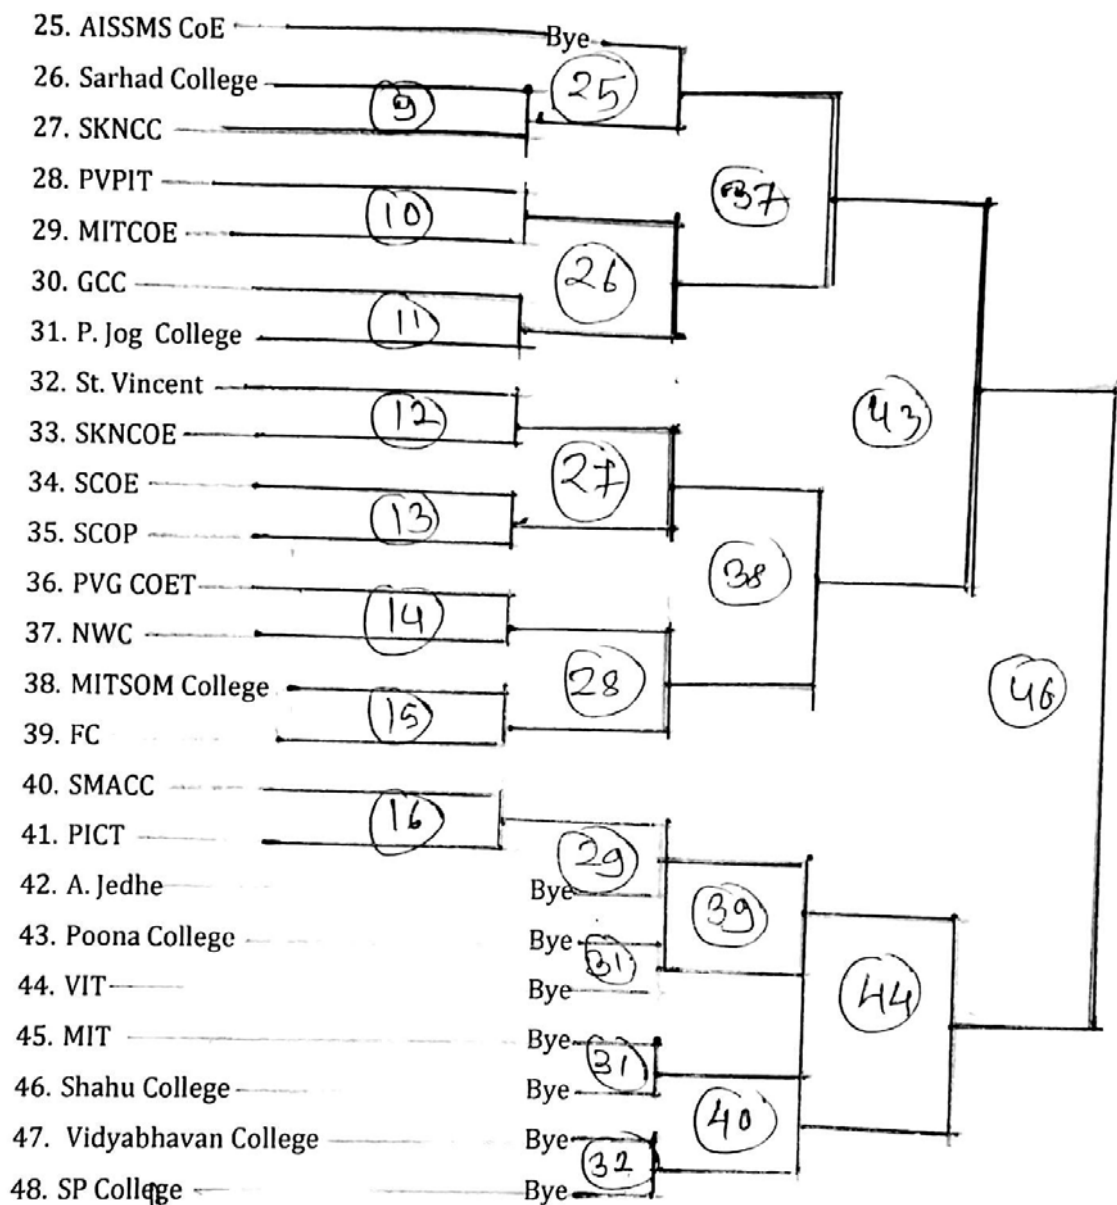 25. AISSMS CoE Bye
26. Sarhad College 25
9
27. SKNCC
28. PVPIT 37
10
29. MITCOE
26
30. GCC
11
31. P. Jog College
32. St. Vincent
12 43
33. SKNCOE
27
34. SCOE
13
35. SCOP
38
36. PVG COET
14
37. NWC
38. MITSOM College 28 46
15
39. FC
40. SMACC
16
41. PICT
29
42. A. Jedhe Bye
39
43. Poona College Bye
31
44. VIT Bye 44
45. MIT Bye
31
46. Shahu College Bye
40
47. Vidyabhavan College Bye
32
48. SP College Bye